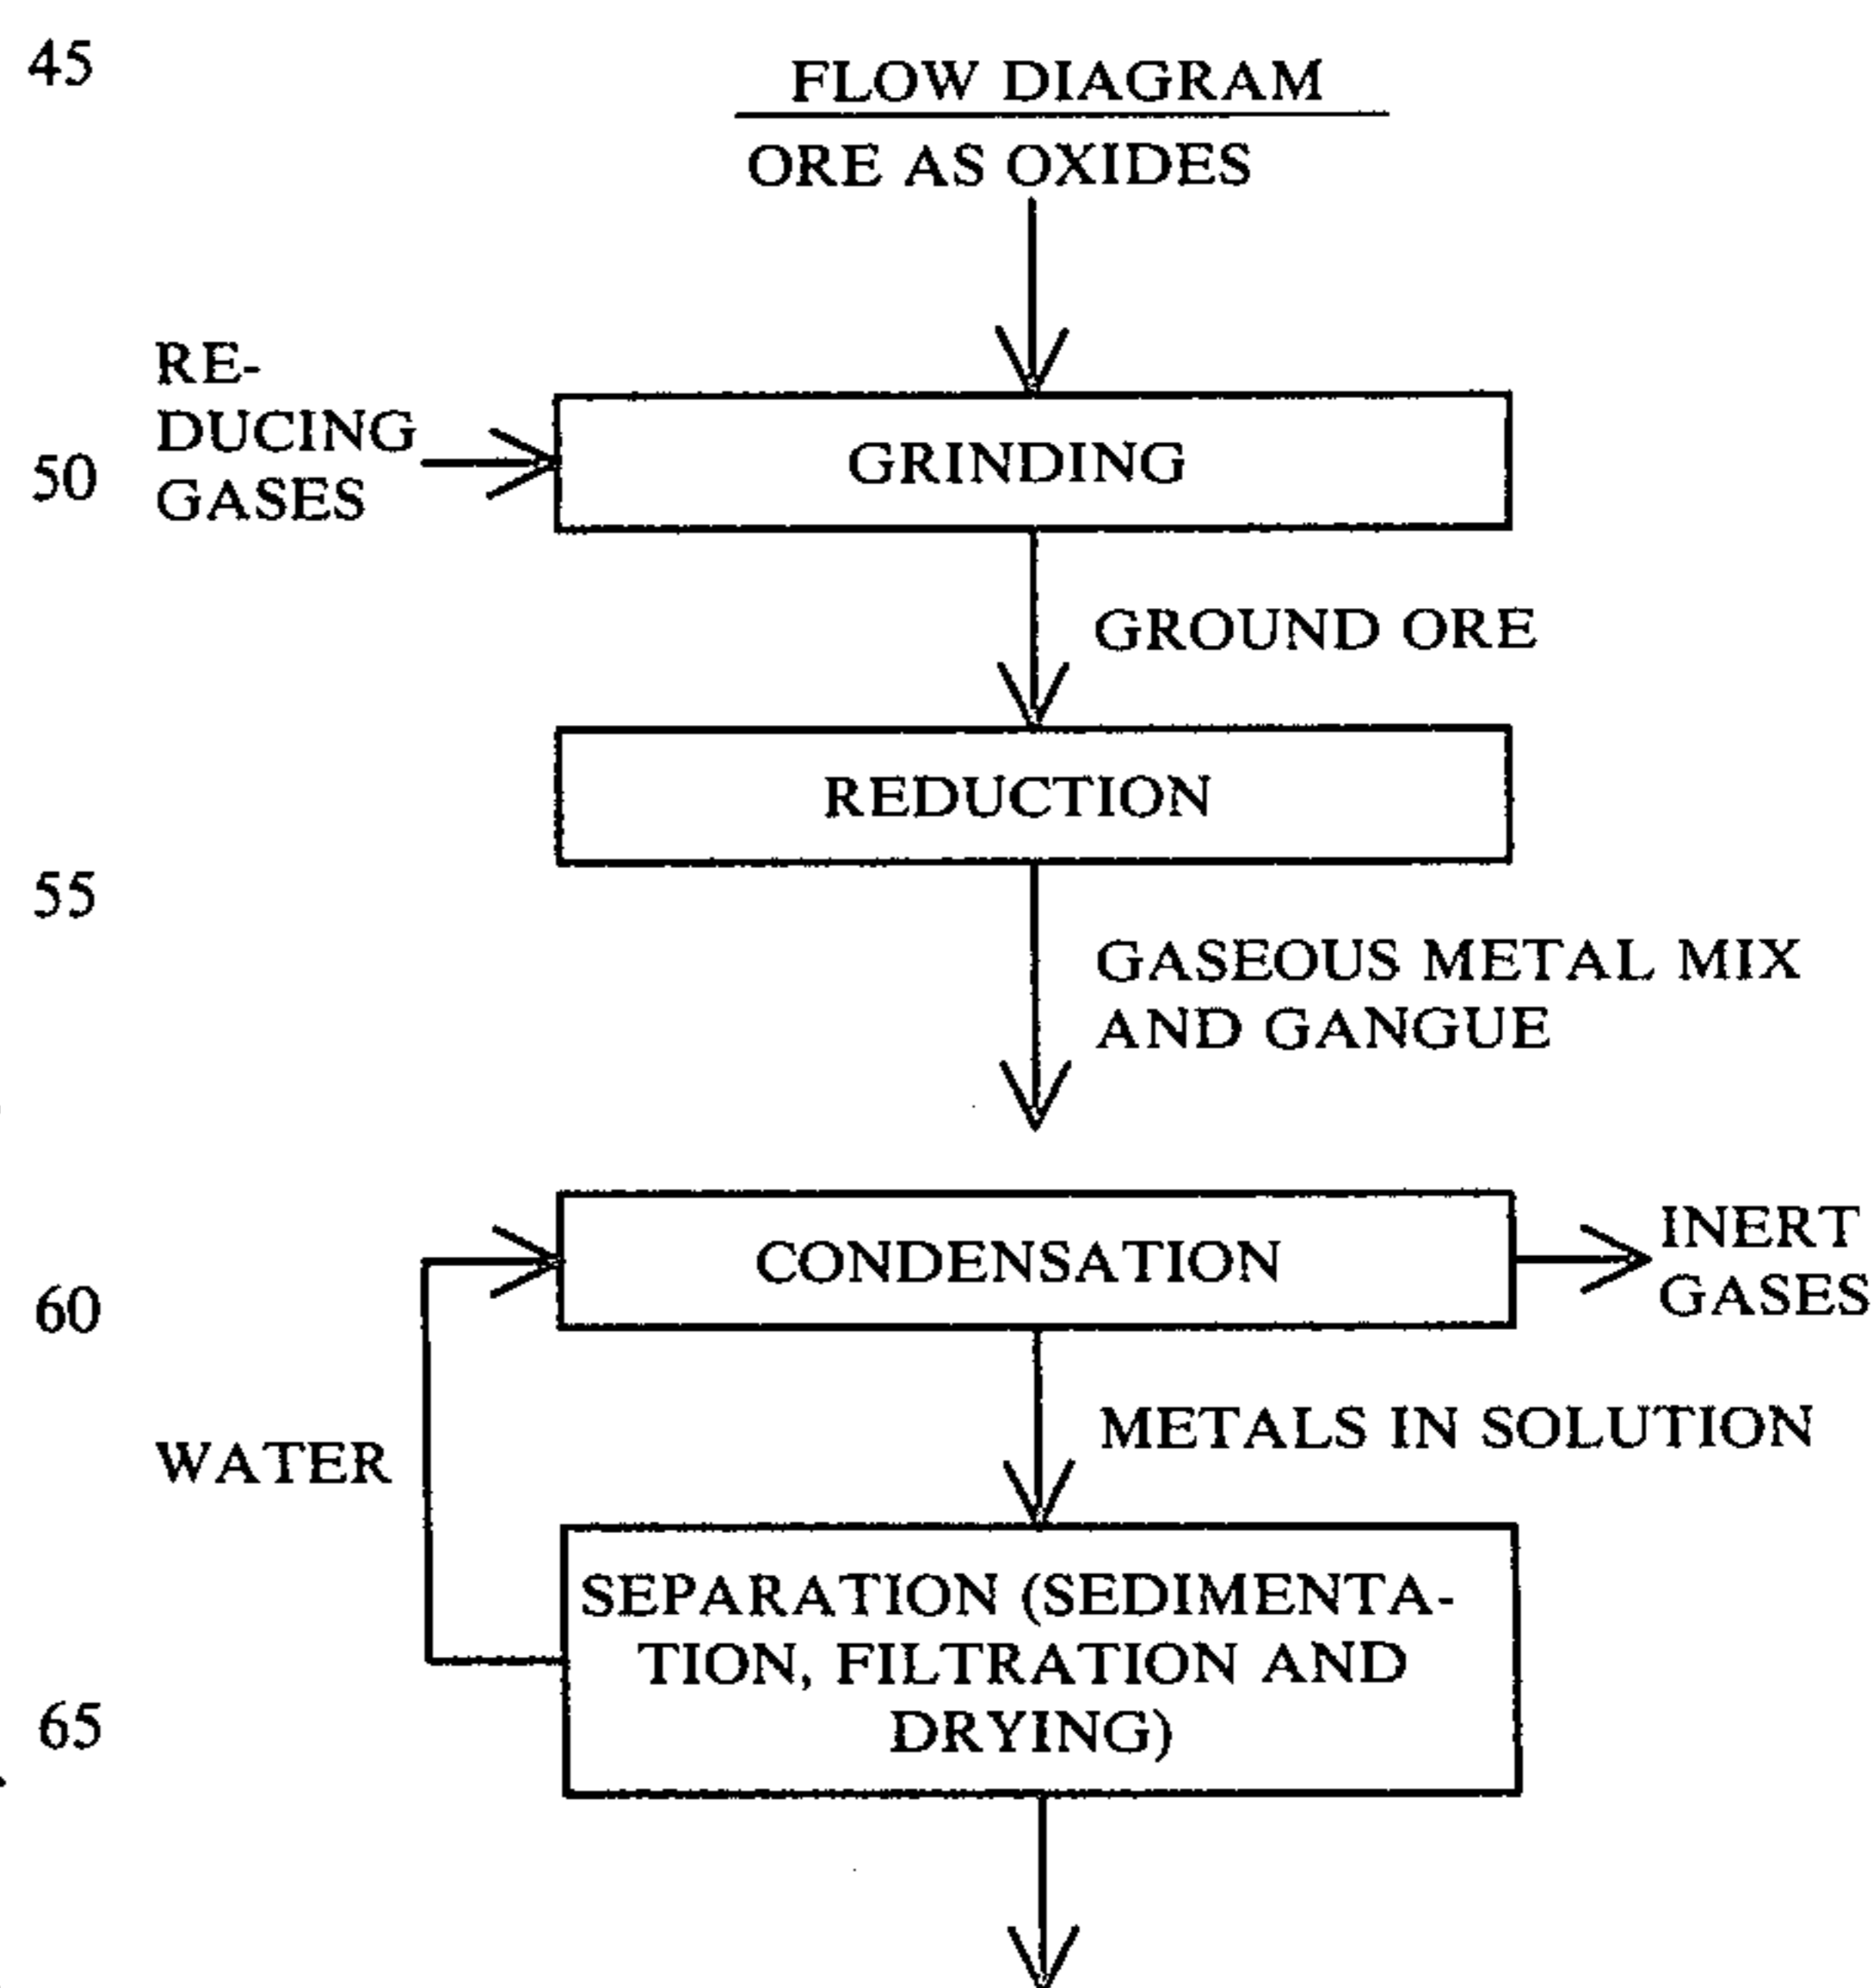 45
FLOW DIAGRAM
ORE AS OXIDES
RE-
DUCING
GASES
50
GRINDING
GROUND ORE
REDUCTION
55
GASEOUS METAL MIX
AND GANGUE
CONDENSATION
INERT
GASES
60
METALS IN SOLUTION
WATER
SEPARATION (SEDIMENTA-
TION, FILTRATION AND
DRYING)
65